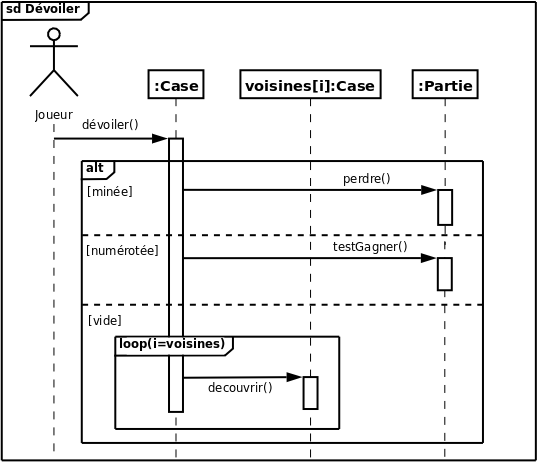 sd Dévoiler
Joueur
:Case
voisines[i]:Case
:Partie
dévoiler()
alt
[minée]
perdre()
[numérotée]
testGagner()
[vide]
loop(i=voisines)
decouvrir()